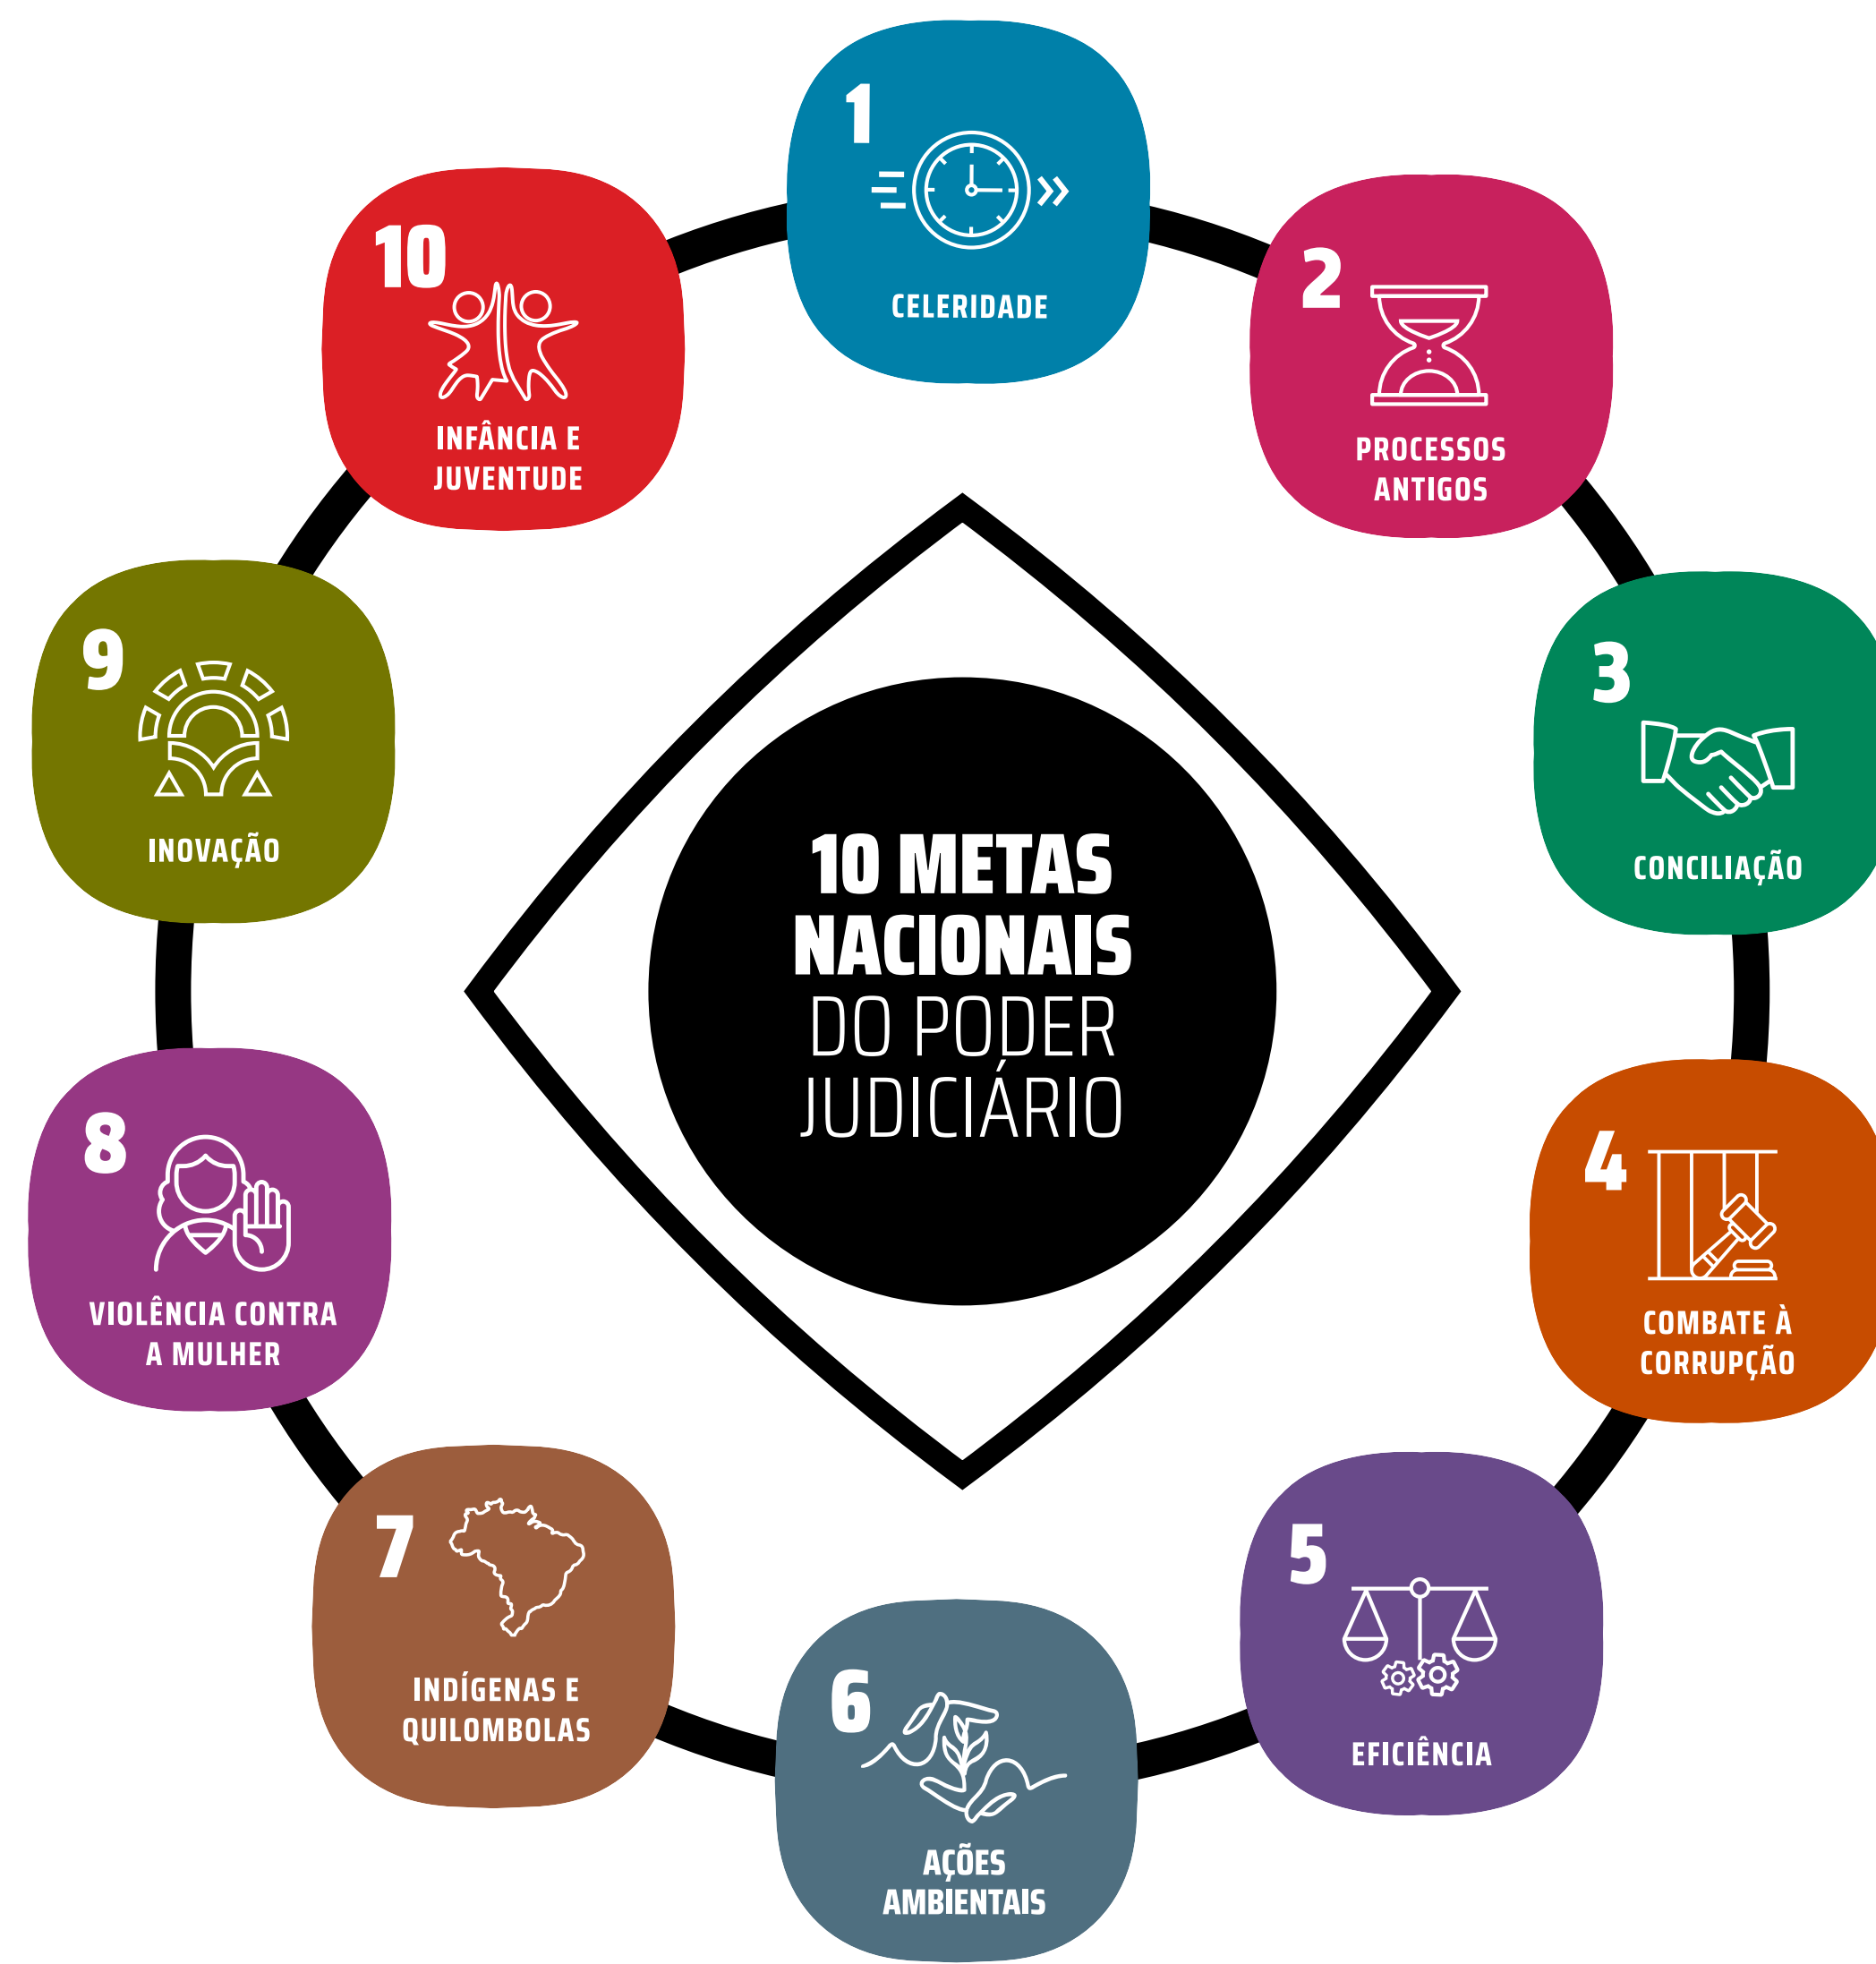 10 METAS
NACIONAIS
DO PODER
JUDICIÁRIO
1
CELERIDADE
2
PROCESSOS
ANTIGOS
3
CONCILIAÇÃO
4
COMBATE À
CORRUPÇÃO
5
EFICIÊNCIA
6
AÇÕES
AMBIENTAIS
7
INDÍGENAS E
QUILOMBOLAS
8
VIOLÊNCIA CONTRA
A MULHER
9
INOVAÇÃO
10
INFÂNCIA E
JUVENTUDE